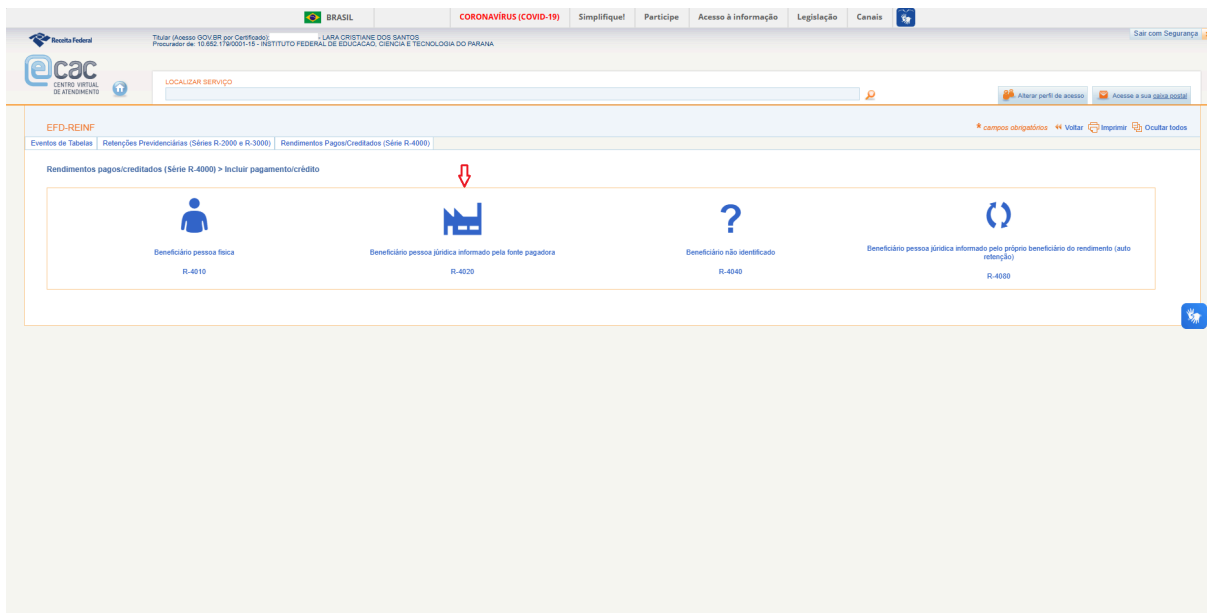 BRASIL
CORONAVÍRUS (COVID-19)
Simplifique!
Participe
Acesso à informação
Legislação
Canais
Receita Federal
Titular (Acesso GOV.BR por Certificado): - LARA CRISTIANE DOS SANTOS
Procurador de: 10.652.179/0001-15 - INSTITUTO FEDERAL DE EDUCACAO, CIENCIA E TECNOLOGIA DO PARANA
Sair com Segurança
ecac
CENTRO VIRTUAL
DE ATENDIMENTO
LOCALIZAR SERVIÇO
Alterar perfil de acesso
Acesse a sua caixa postal
EFD-REINF
* campos obrigatórios
Voltar
Imprimir
Ocultar todos
Eventos de Tabelas
Retenções Previdenciárias (Séries R-2000 e R-3000)
Rendimentos Pagos/Creditados (Série R-4000)
Rendimentos pagos/creditados (Série R-4000) > Incluir pagamento/crédito
Beneficiário pessoa física
R-4010
Beneficiário pessoa júridica informado pela fonte pagadora
R-4020
?
Beneficiário não identificado
R-4040
Beneficiário pessoa júridica informado pelo próprio beneficiário do rendimento (auto
retenção)
R-4080